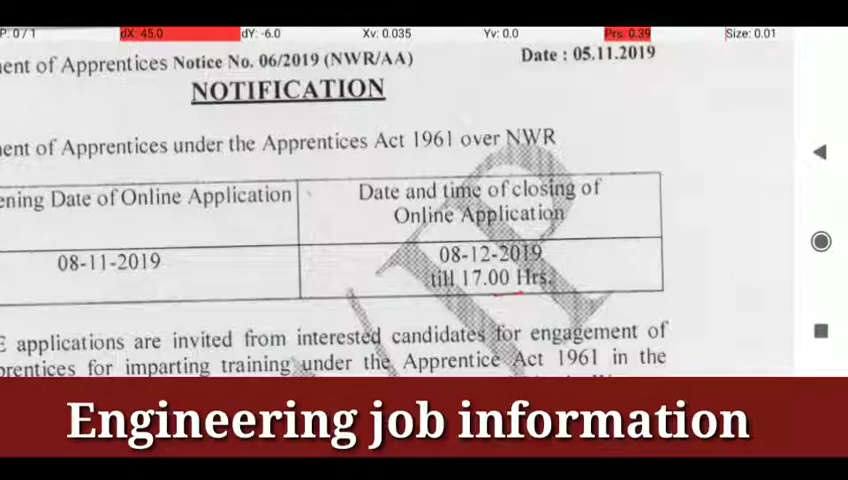 P: 0 / 1 dX: 45.0 dY: -6.0 Xv: 0.035 Yv: 0.0 Prs: 0.39 Size: 0.01
ent of Apprentices Notice No. 06/2019 (NWR/AA) Date : 05.11.2019
NOTIFICATION
ent of Apprentices under the Apprentices Act 1961 over NWR
ening Date of Online Application
Date and time of closing of
Online Application
08-11-2019
08-12-2019
till 17.00 Hrs.
E applications are invited from interested candidates for engagement of
rentices for imparting training under the Apprentice Act 1961 in the
Engineering job information